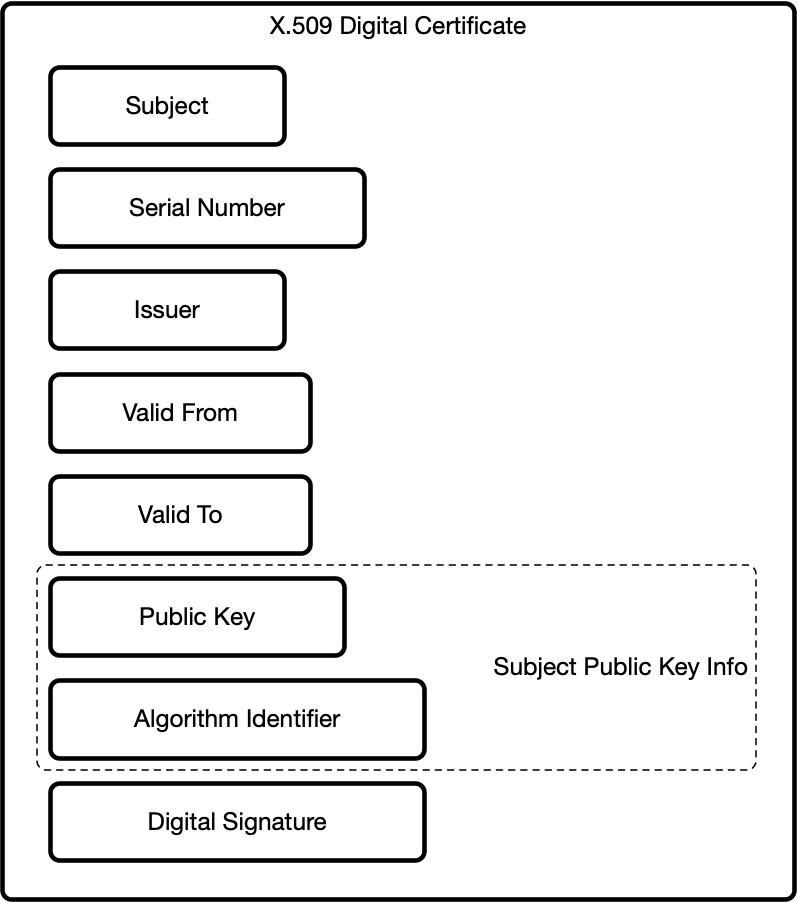 X.509 Digital Certificate
Subject
Serial Number
Issuer
Valid From
Valid To
Public Key
Subject Public Key Info
Algorithm Identifier
Digital Signature